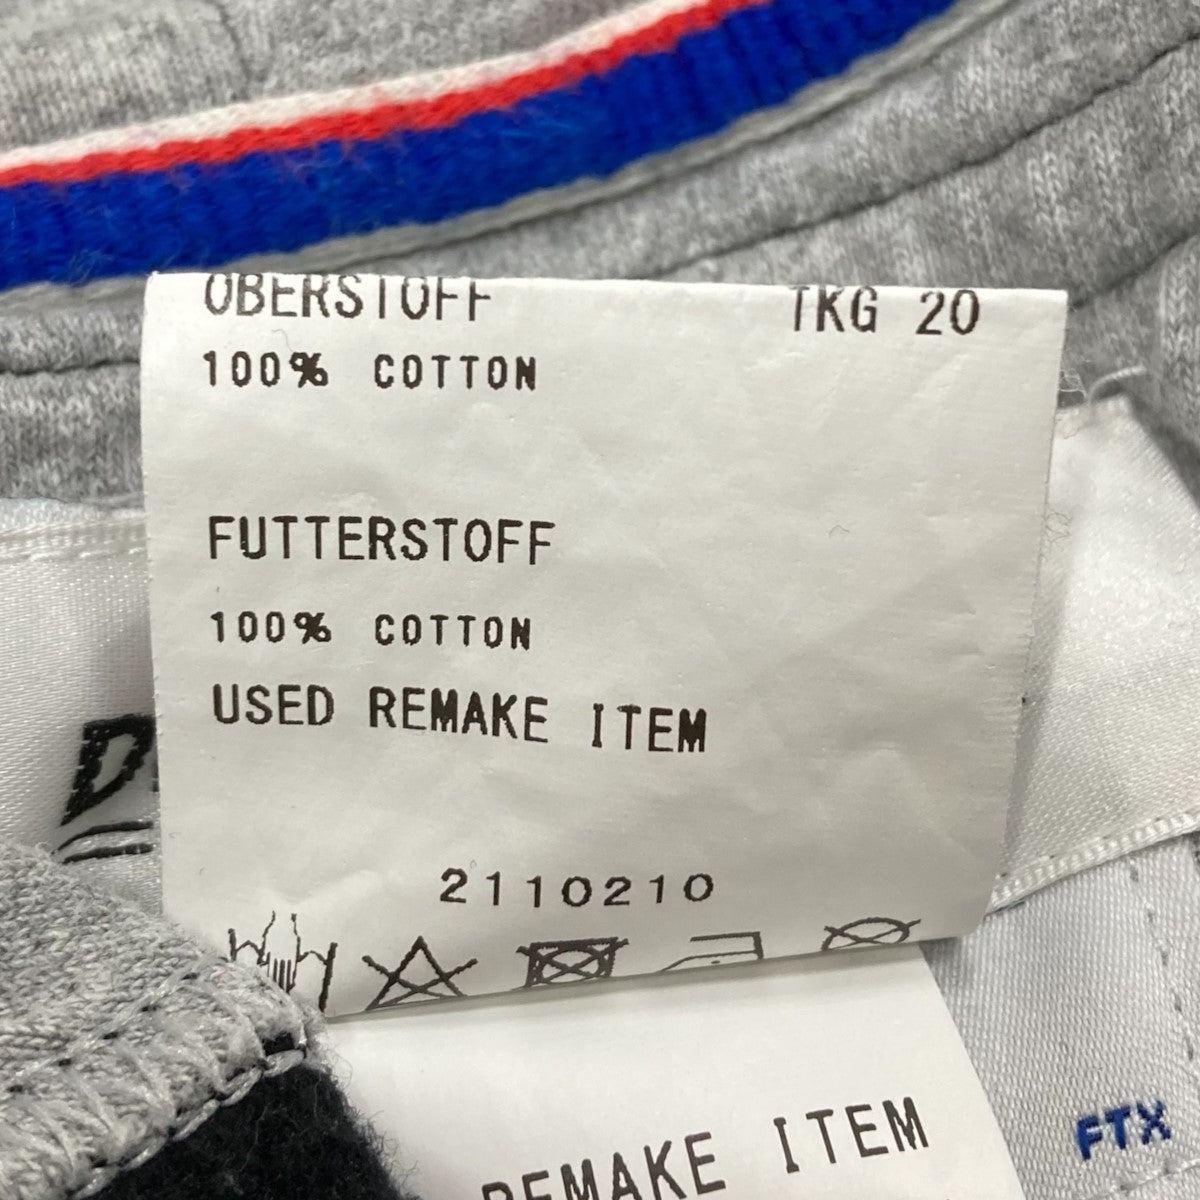 OBERSTOFF TKG 20
100% COTTON
FUTTERSTOFF
100% COTTON
USED REMAKE ITEM
2110210
REMAKE ITEM
FTX